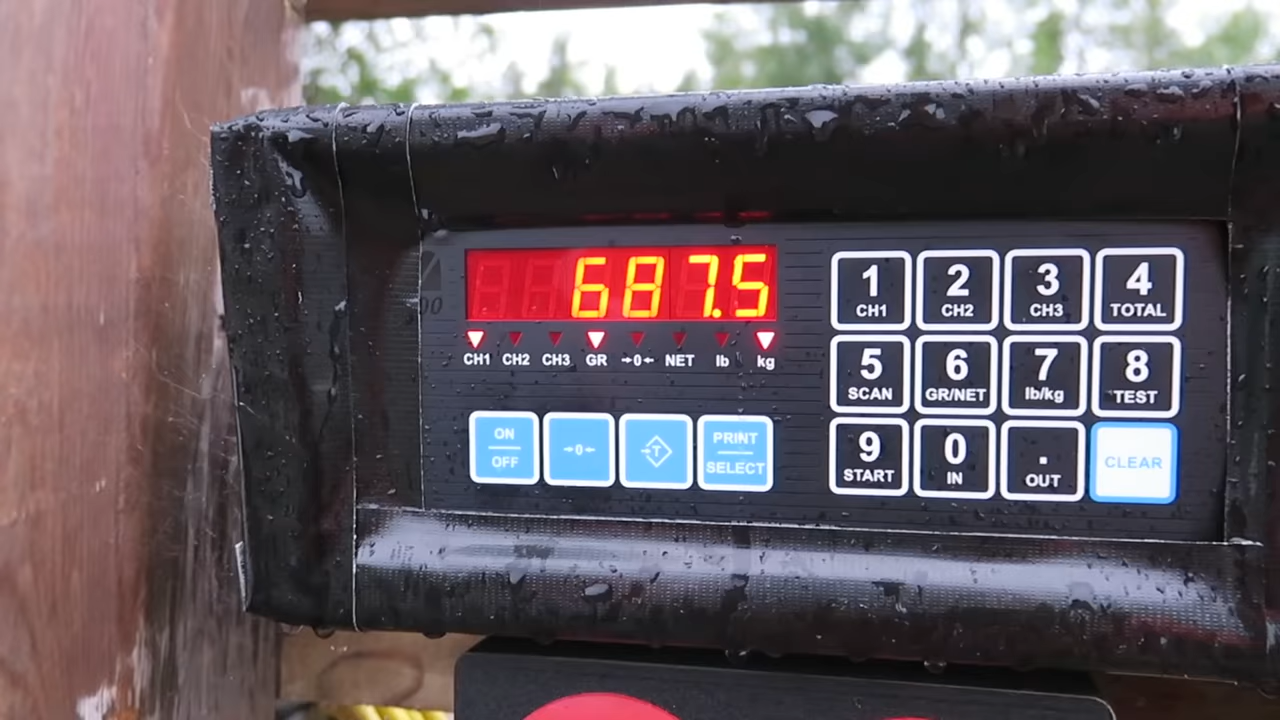 687.5
CH1 CH2 CH3 GR →0← NET lb kg
ON
OFF
→0←
→T←
PRINT
SELECT
1
CH1
2
CH2
3
CH3
4
TOTAL
5
SCAN
6
GR/NET
7
lb/kg
8
TEST
9
START
0
IN
.
OUT
CLEAR